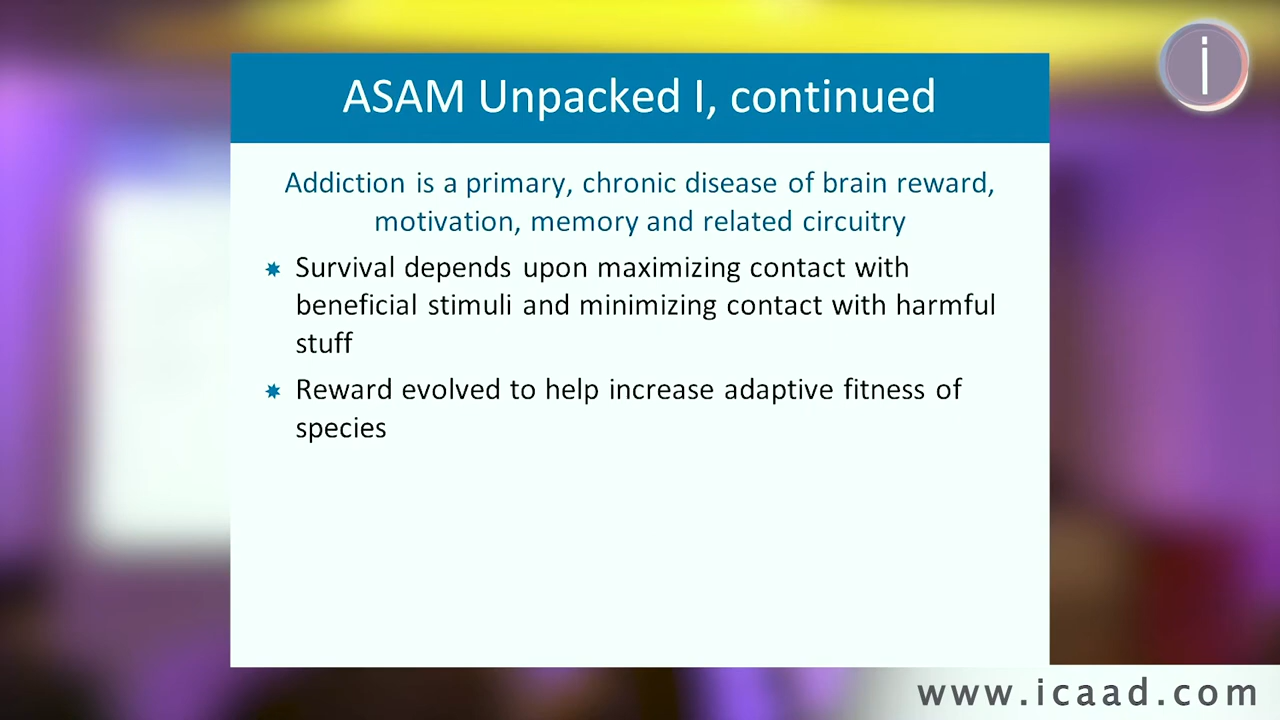 i
ASAM Unpacked I, continued
Addiction is a primary, chronic disease of brain reward,
motivation, memory and related circuitry
Survival depends upon maximizing contact with
beneficial stimuli and minimizing contact with harmful
stuff
Reward evolved to help increase adaptive fitness of
species
www.icaad.com